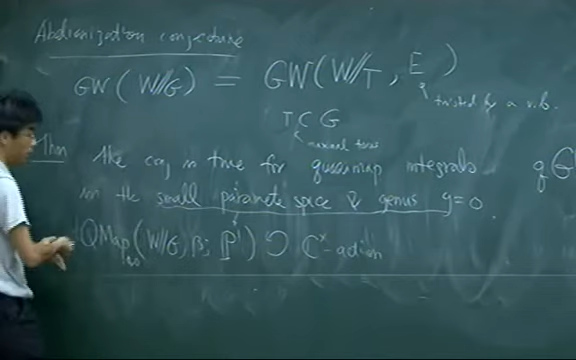 Abelianization conjecture
GW(W//G) = GW(W//T, E)
twisted by a v.b.
T ⊂ G
maximal torus
Thm the conj is true for quasimap integrals
in the small parameter space & genus g=0.
QMap (W//G, β; P¹) ⊃ C^x-action